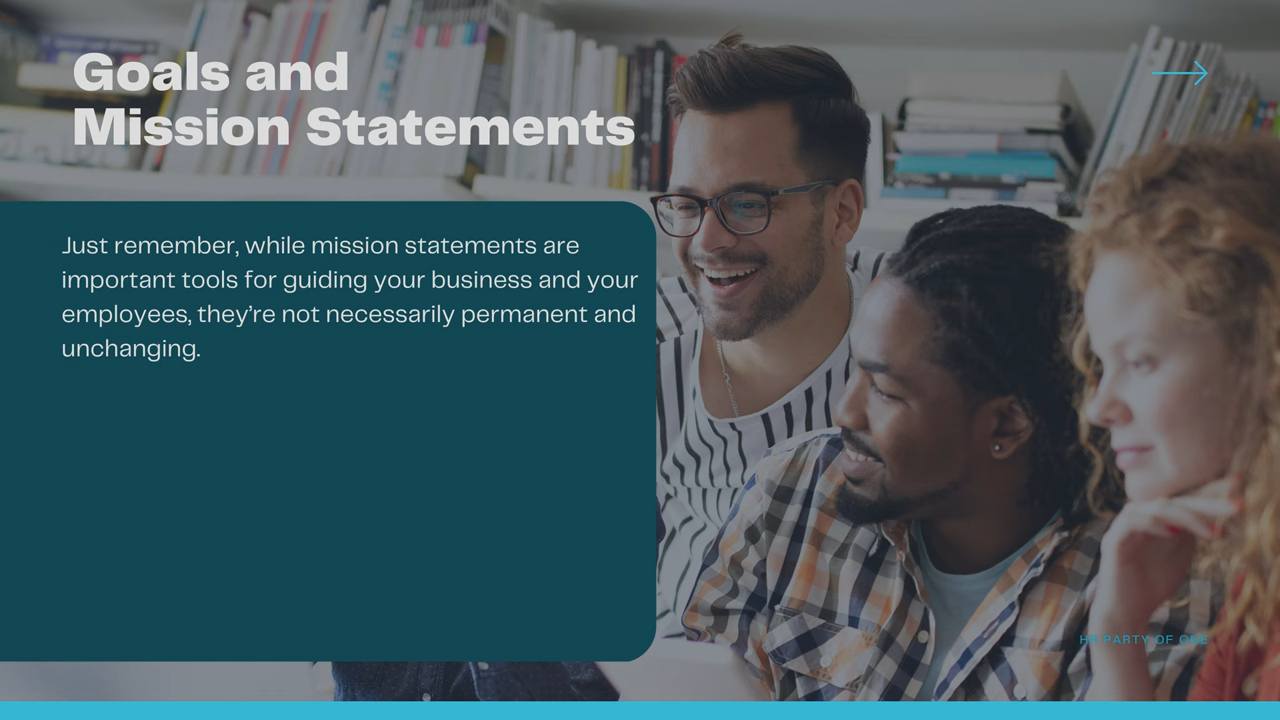 Goals and
Mission Statements
Just remember, while mission statements are
important tools for guiding your business and your
employees, they’re not necessarily permanent and
unchanging.
HR PARTY OF ONE